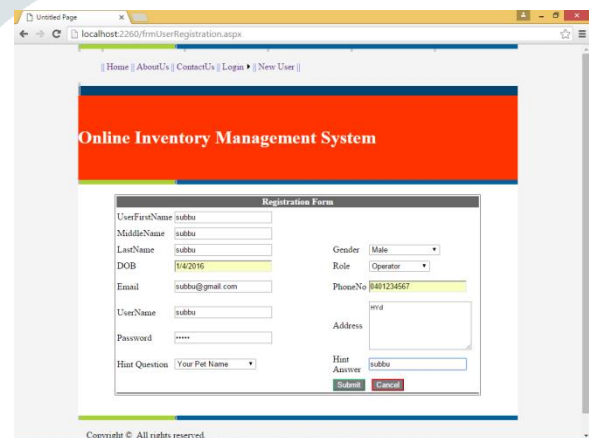 Untitled Page
localhost:2260/frmUserRegistration.aspx
|| Home || AboutUs || ContactUs || Login || New User ||
Online Inventory Management System
Registration Form
UserFirstName subbu
MiddleName subbu
LastName subbu Gender Male
DOB 1/4/2016 Role Operator
Email subbu@gmail.com PhoneNo 0401234567
UserName subbu Address HYd
Password •••••
Hint Question Your Pet Name Hint Answer subbu
Submit Cancel
Copyright © All rights reserved.